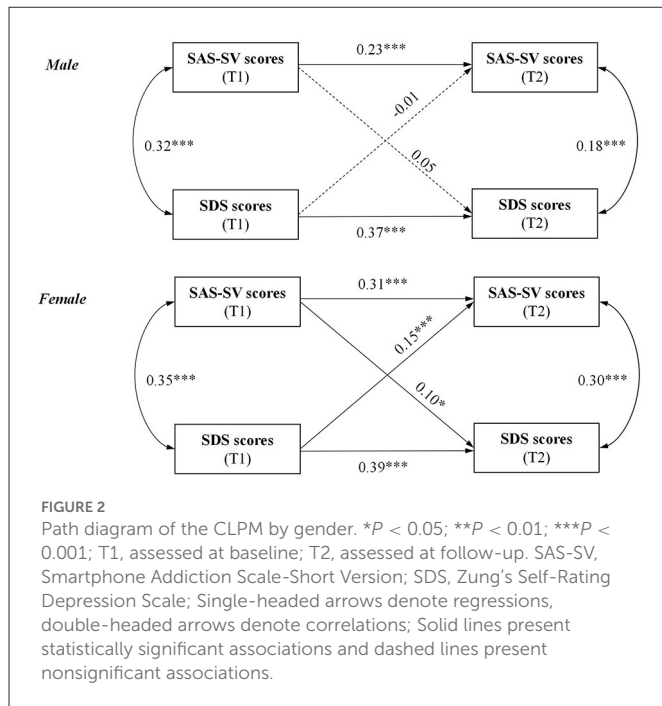 Male
SAS-SV scores
(T1)
0.23***
SAS-SV scores
(T2)
-0.01
0.32***
0.18***
0.05
SDS scores
(T1)
0.37***
SDS scores
(T2)
Female
SAS-SV scores
(T1)
0.31***
SAS-SV scores
(T2)
0.15***
0.35***
0.30***
0.10*
SDS scores
(T1)
0.39***
SDS scores
(T2)
FIGURE 2
Path diagram of the CLPM by gender. *P < 0.05; **P < 0.01; ***P <
0.001; T1, assessed at baseline; T2, assessed at follow-up. SAS-SV,
Smartphone Addiction Scale-Short Version; SDS, Zung's Self-Rating
Depression Scale; Single-headed arrows denote regressions,
double-headed arrows denote correlations; Solid lines present
statistically significant associations and dashed lines present
nonsignificant associations.